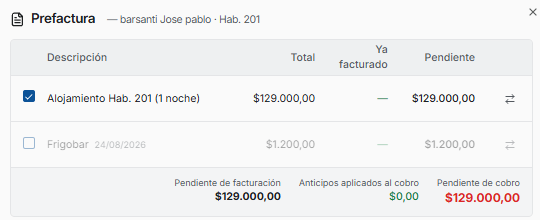 Prefactura — barsanti Jose pablo · Hab. 201
Descripción Total Ya facturado Pendiente
Alojamiento Hab. 201 (1 noche) $129.000,00 — $129.000,00
Frigobar 24/08/2026 $1.200,00 — $1.200,00
Pendiente de facturación Anticipos aplicados al cobro Pendiente de cobro
$129.000,00 $0,00 $129.000,00